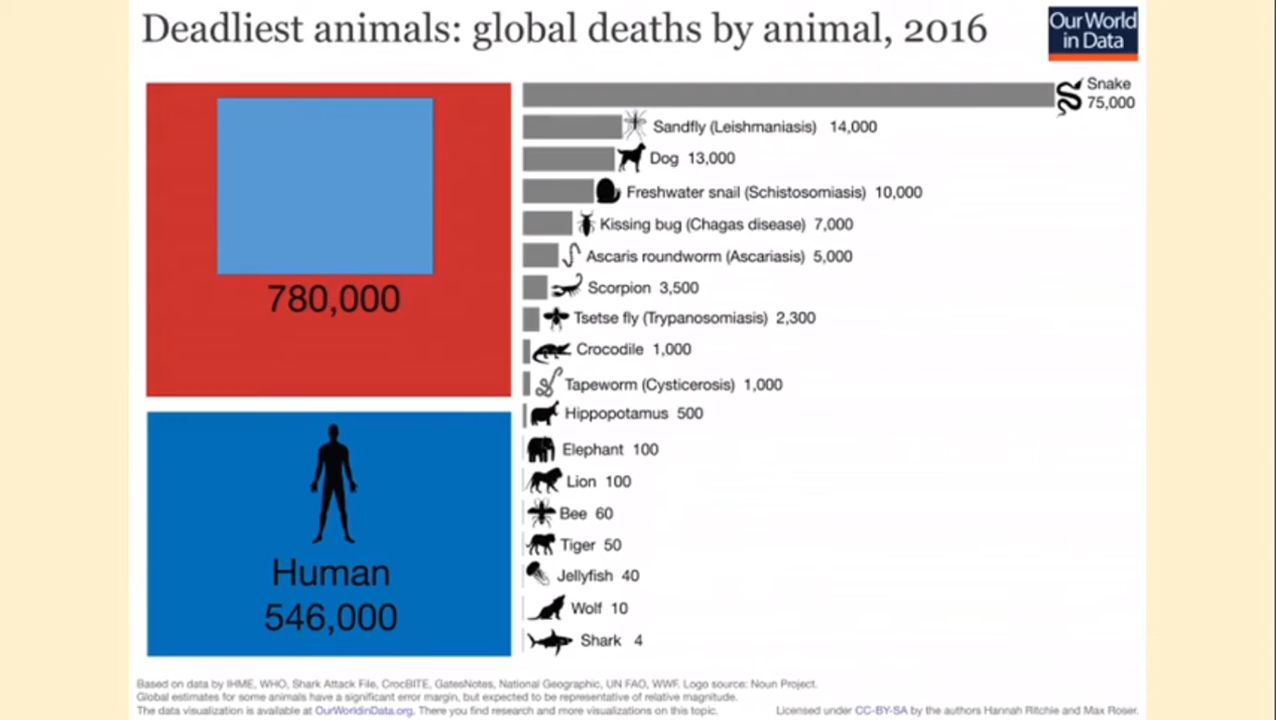 Deadliest animals: global deaths by animal, 2016
Our World
in Data
780,000
Human
546,000
Snake
75,000
Sandfly (Leishmaniasis) 14,000
Dog 13,000
Freshwater snail (Schistosomiasis) 10,000
Kissing bug (Chagas disease) 7,000
Ascaris roundworm (Ascariasis) 5,000
Scorpion 3,500
Tsetse fly (Trypanosomiasis) 2,300
Crocodile 1,000
Tapeworm (Cysticerosis) 1,000
Hippopotamus 500
Elephant 100
Lion 100
Bee 60
Tiger 50
Jellyfish 40
Wolf 10
Shark 4
Based on data by IHME, WHO, Shark Attack File, CrocBITE, GatesNotes, National Geographic, UN FAO, WWF. Logo source: Noun Project.
Global estimates for some animals have a significant error margin, but expected to be representative of relative magnitude.
The data visualization is available at OurWorldinData.org. There you find research and more visualizations on this topic.
Licensed under CC-BY-SA by the authors Hannah Ritchie and Max Roser.